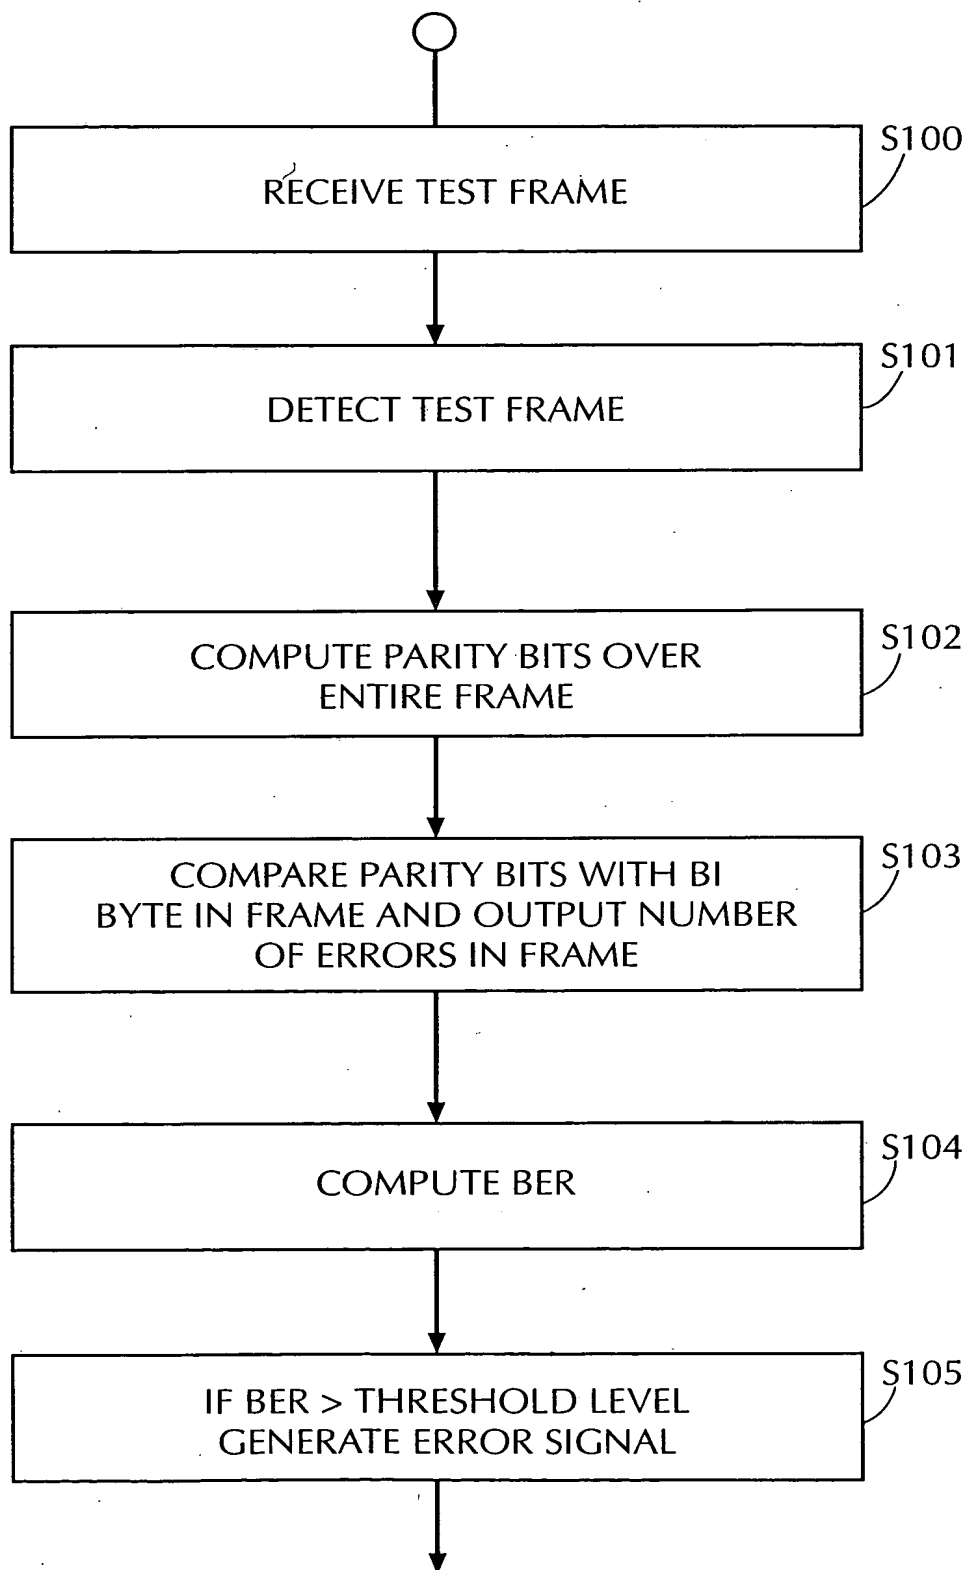 S100
RECEIVE TEST FRAME
S101
DETECT TEST FRAME
S102
COMPUTE PARITY BITS OVER
ENTIRE FRAME
S103
COMPARE PARITY BITS WITH BI
BYTE IN FRAME AND OUTPUT NUMBER
OF ERRORS IN FRAME
S104
COMPUTE BER
S105
IF BER > THRESHOLD LEVEL
GENERATE ERROR SIGNAL